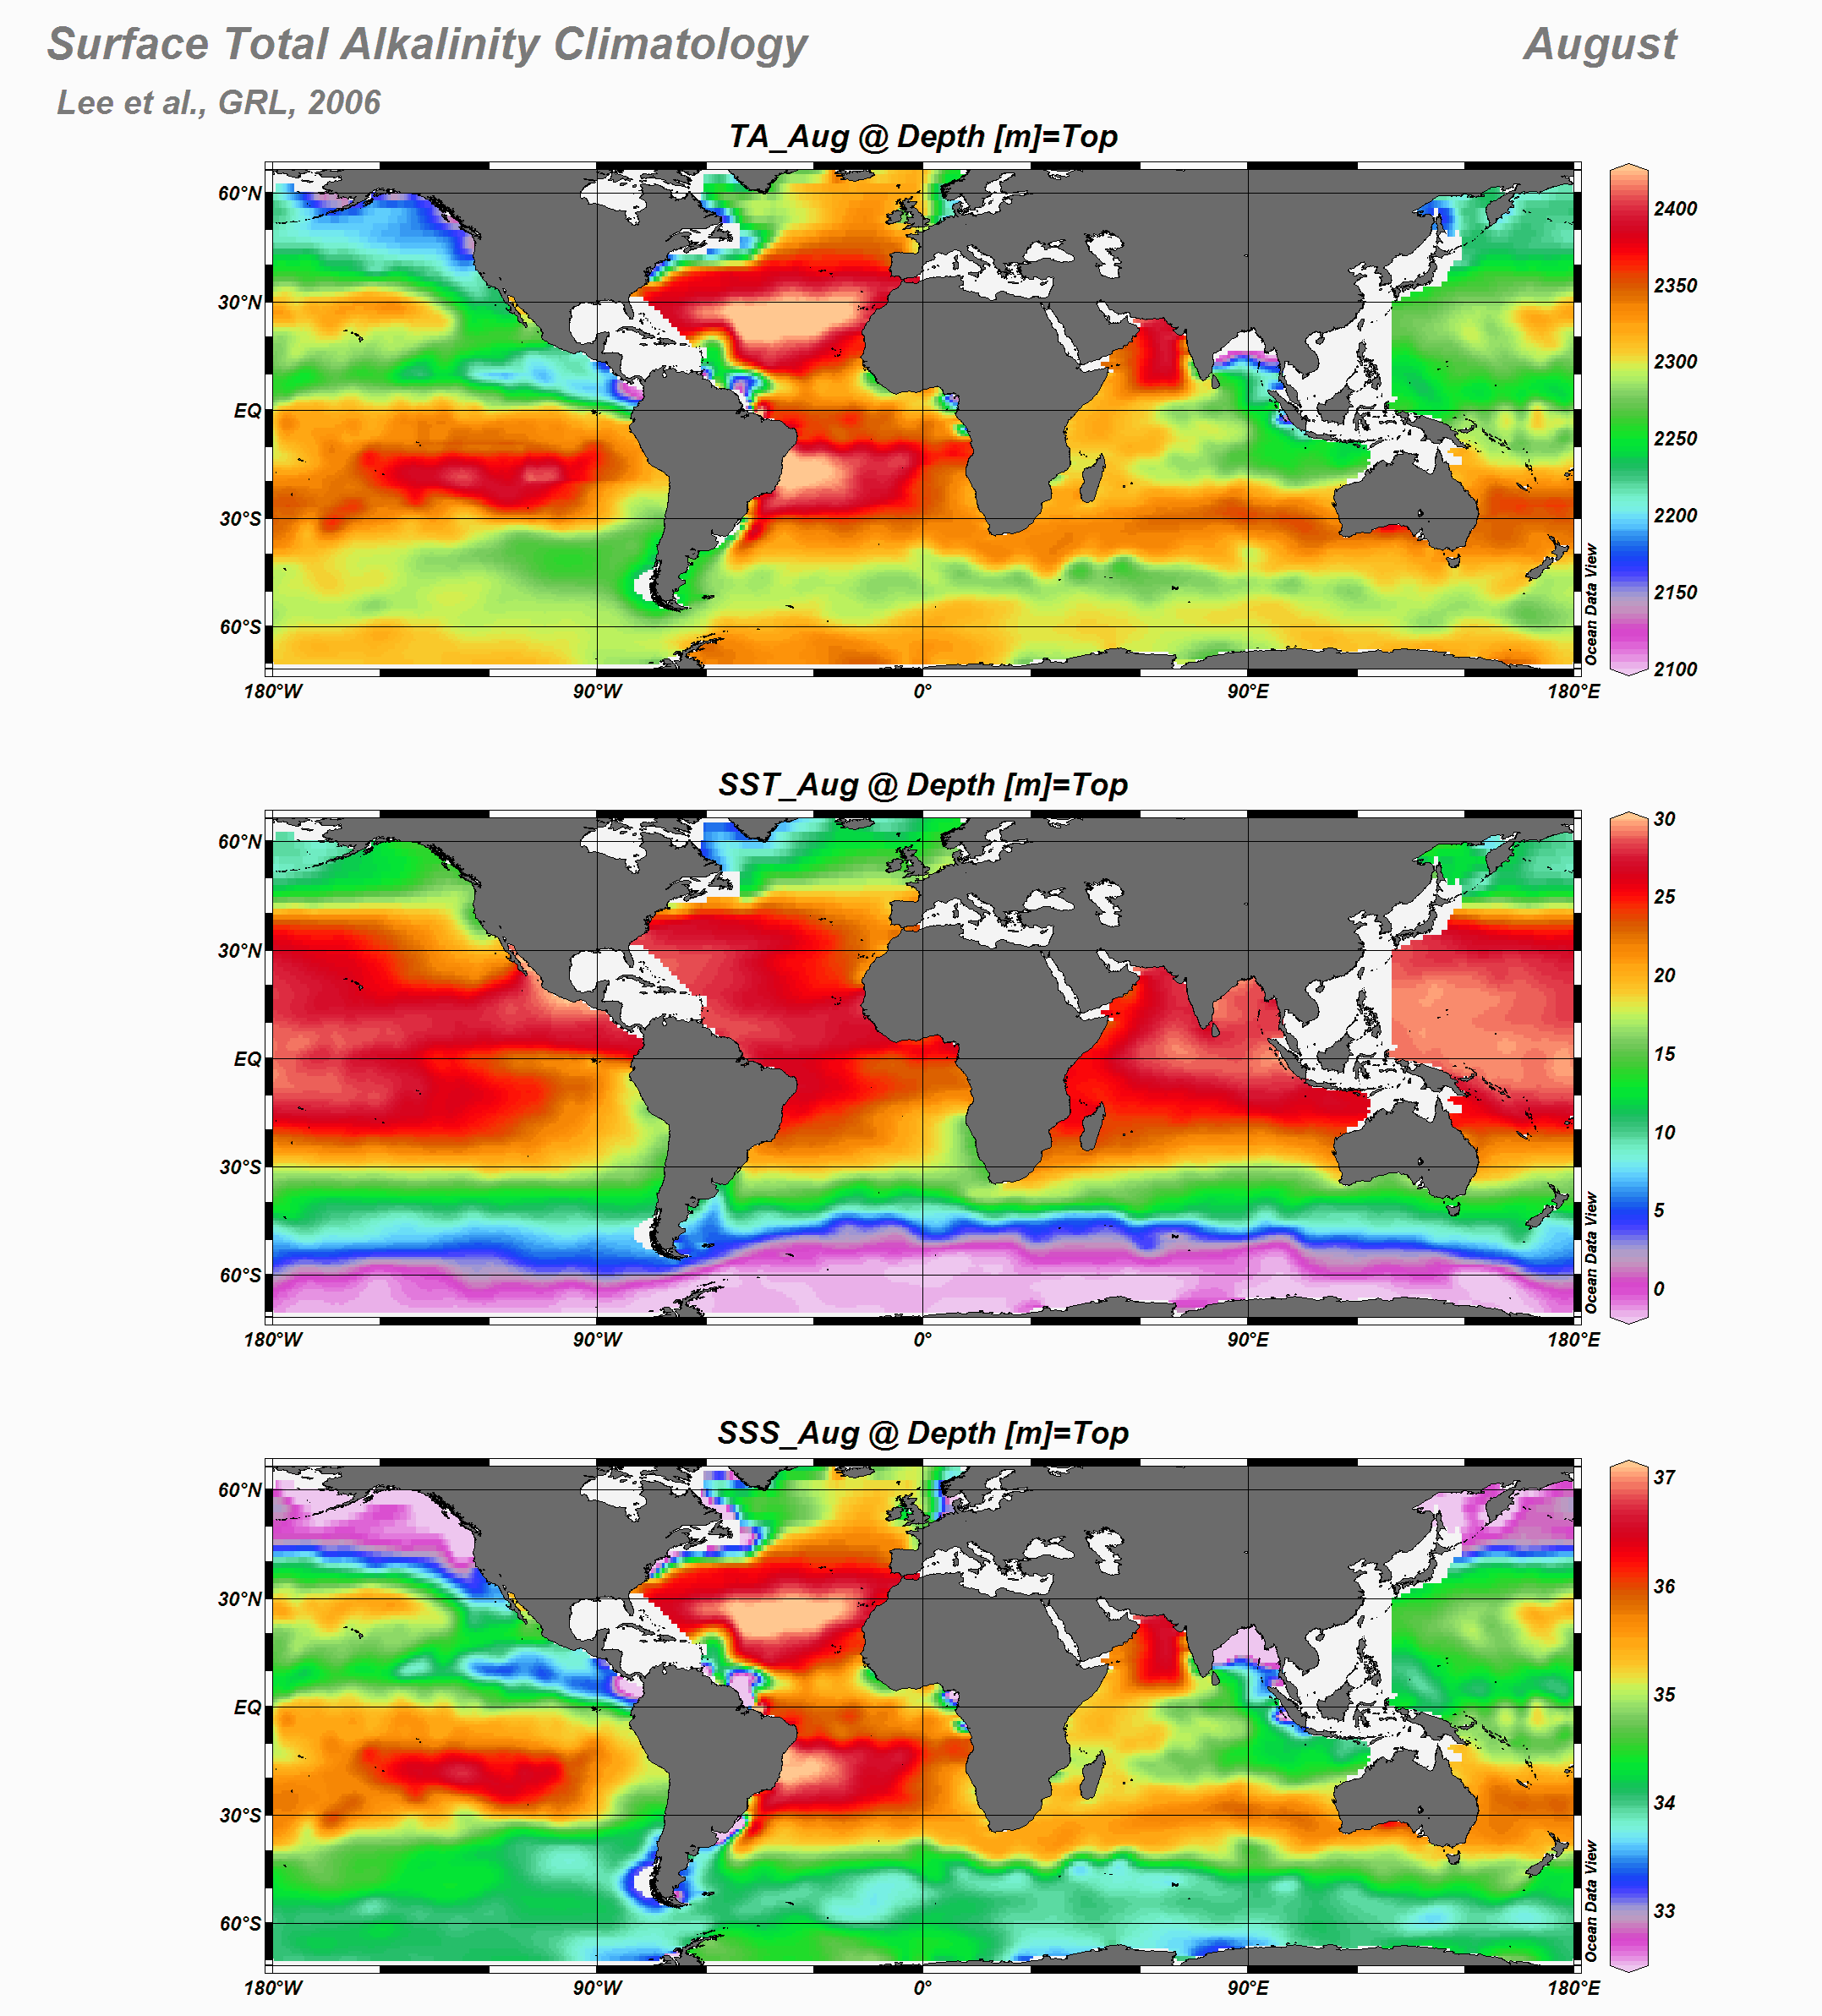 Surface Total Alkalinity Climatology August
Lee et al., GRL, 2006
TA_Aug @ Depth [m]=Top
60°N
30°N
EQ
30°S
60°S
180°W 90°W 0° 90°E 180°E
2400
2350
2300
2250
2200
2150
2100
Ocean Data View
SST_Aug @ Depth [m]=Top
60°N
30°N
EQ
30°S
60°S
180°W 90°W 0° 90°E 180°E
30
25
20
15
10
5
0
Ocean Data View
SSS_Aug @ Depth [m]=Top
60°N
30°N
EQ
30°S
60°S
180°W 90°W 0° 90°E 180°E
37
36
35
34
33
Ocean Data View